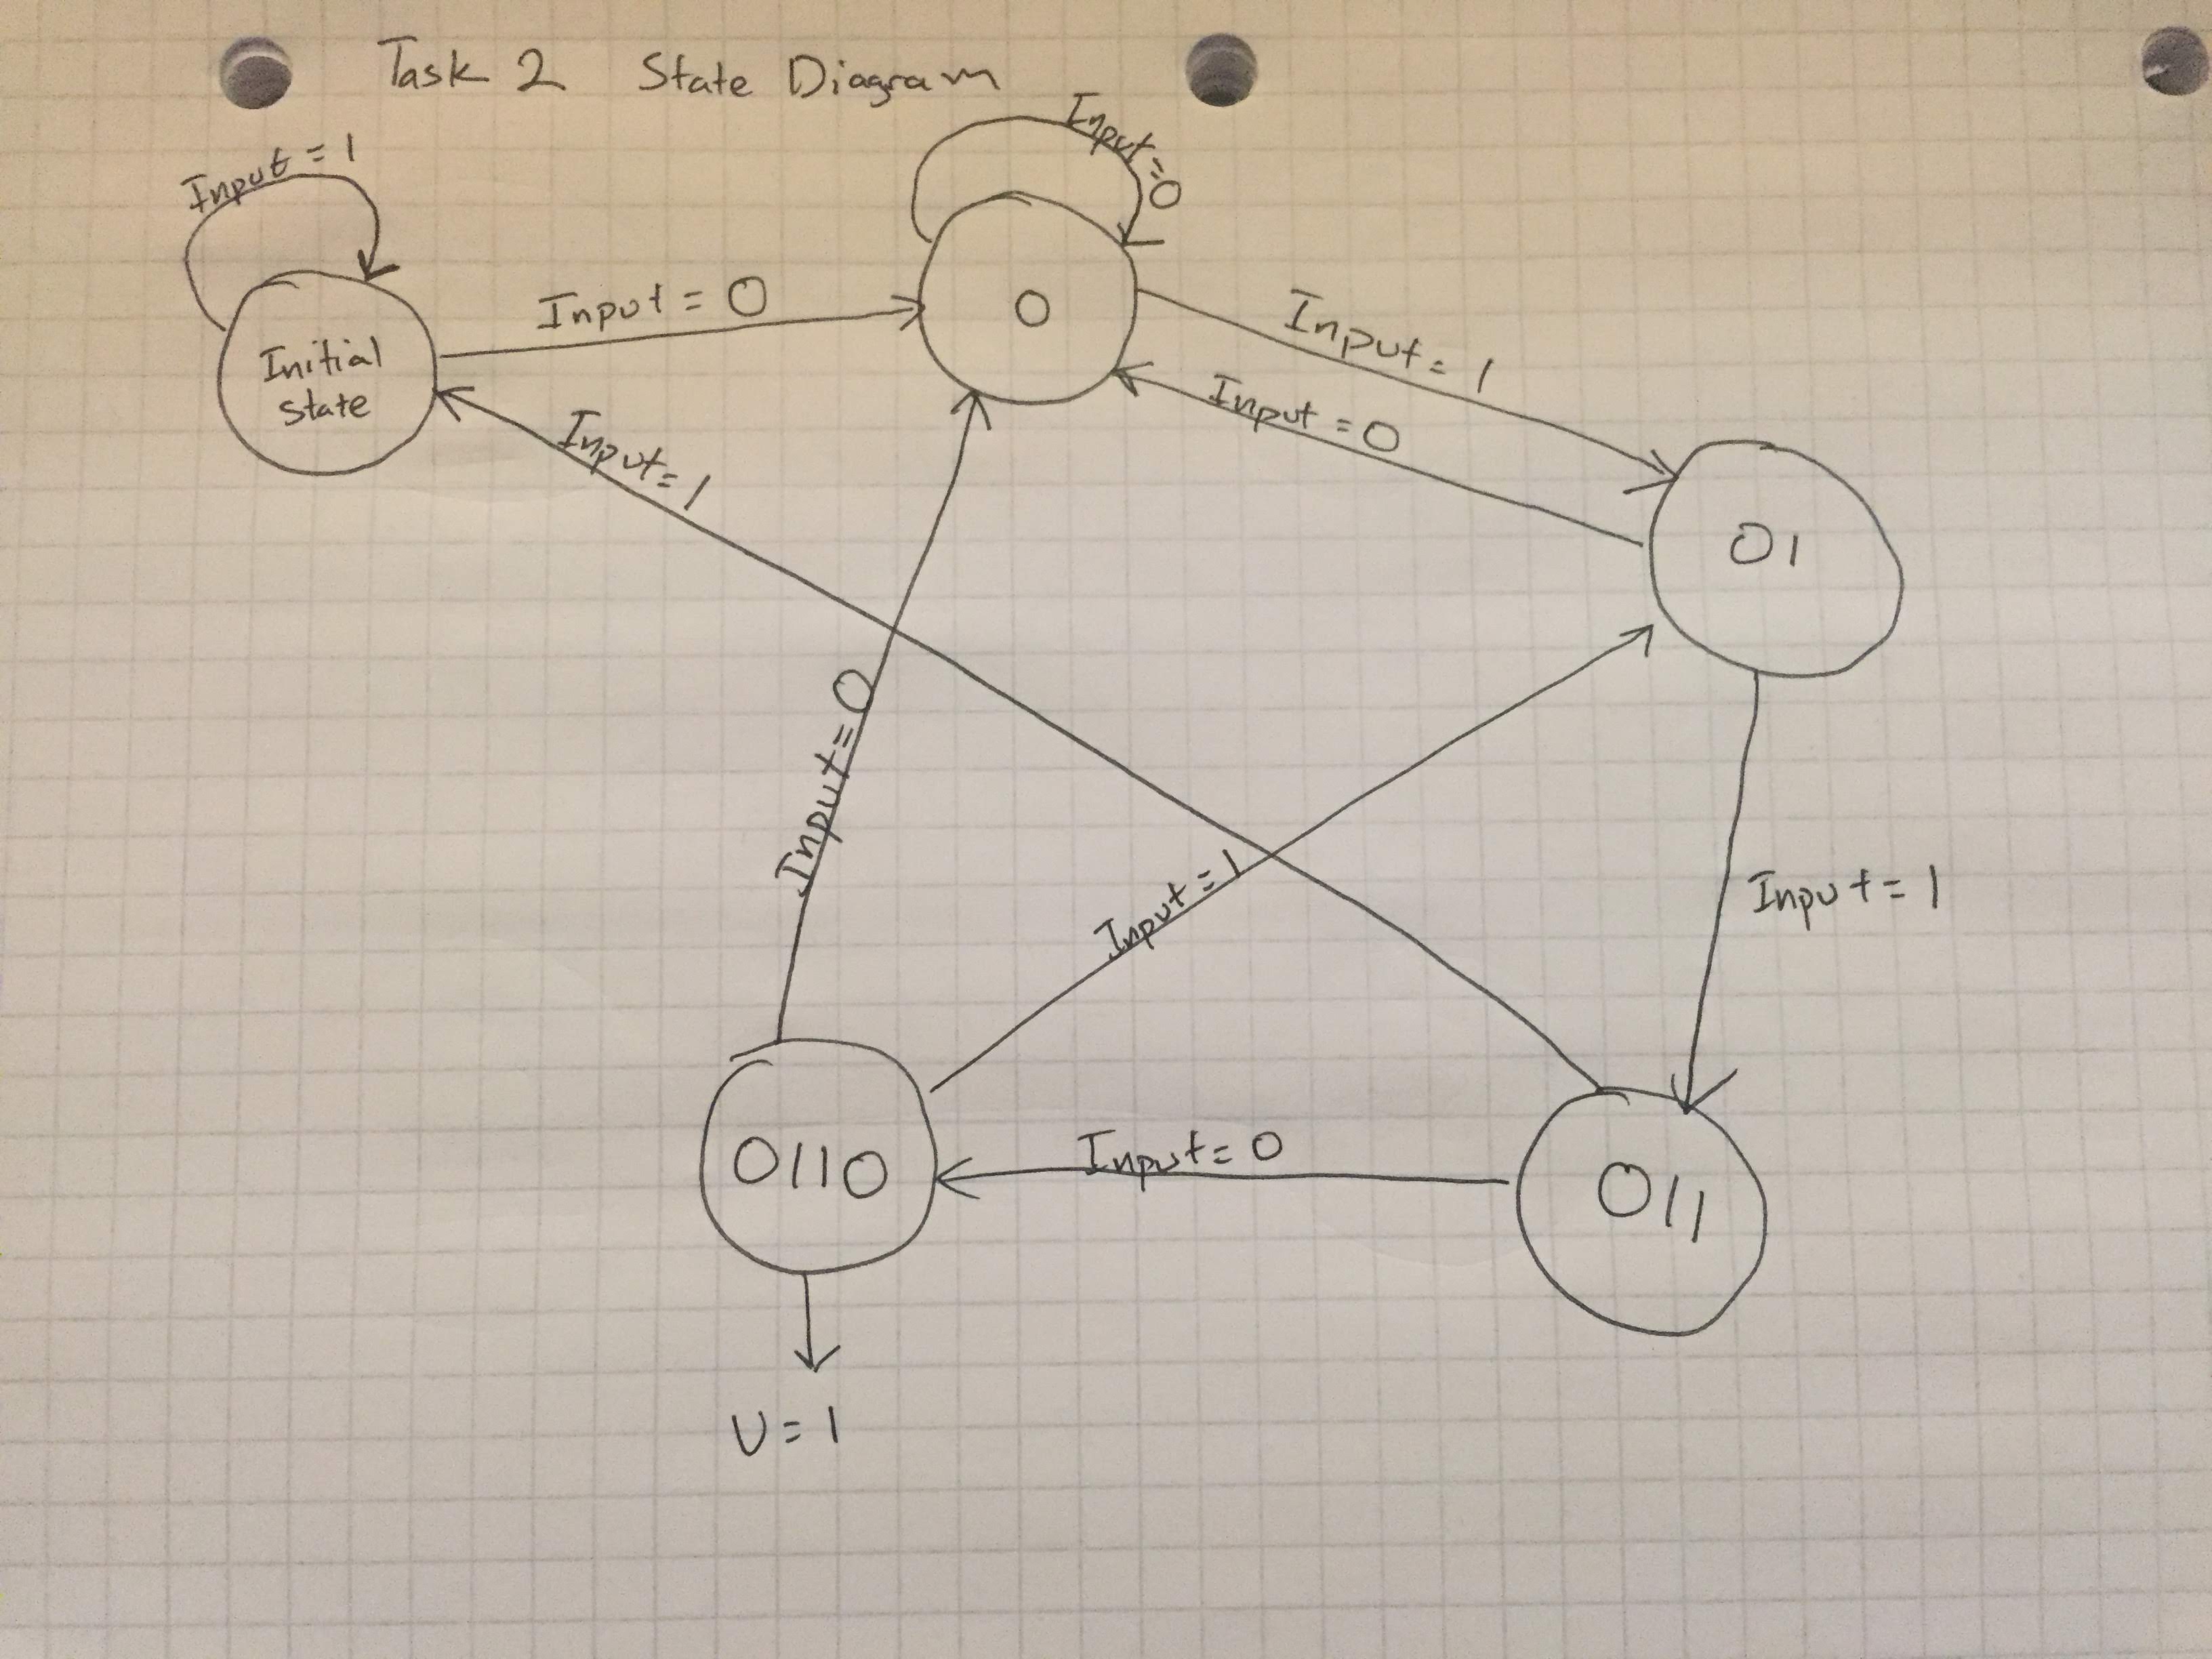 Task 2 State Diagram
Input = 1
Initial
state
Input = 0
Input = 0
0
Input = 1
Input = 0
Input = 1
01
Input = 0
Input = 1
Input = 1
0110
Input = 0
011
U = 1